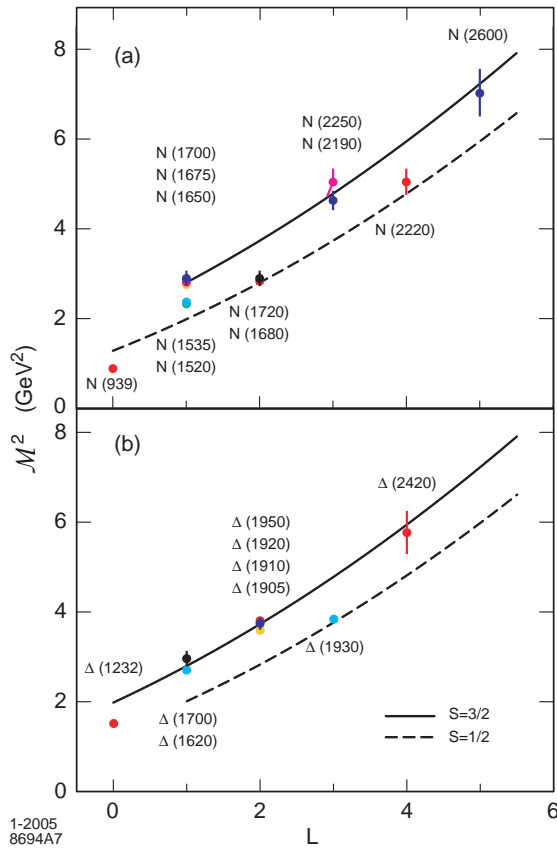 8
N (2600)
(a)
6
N (2250)
N (2190)
N (1700)
N (1675)
N (1650)
4
N (2220)
N (1720)
N (1680)
2
N (1535)
N (1520)
N (939)
0
ℳ² (GeV²)
8
(b)
Δ (2420)
6
Δ (1950)
Δ (1920)
Δ (1910)
Δ (1905)
4
Δ (1930)
Δ (1232)
2
Δ (1700)
Δ (1620)
S=3/2
S=1/2
0
0 2 4 6
L
1-2005
8694A7